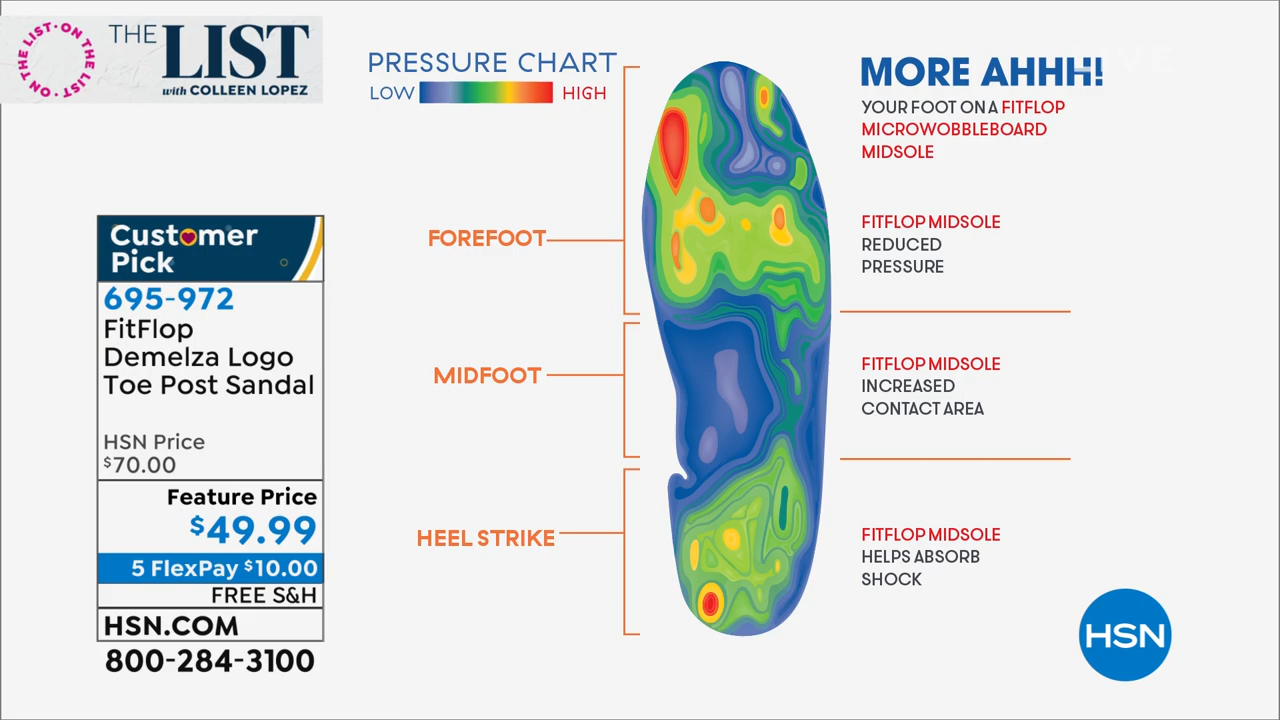 ON THE LIST · ON THE LIST ·
THE LIST
with COLLEEN LOPEZ
PRESSURE CHART
LOW HIGH
FOREFOOT
MIDFOOT
HEEL STRIKE
LIVE
MORE AHHH!
YOUR FOOT ON A FITFLOP
MICROWOBBLEBOARD
MIDSOLE
FITFLOP MIDSOLE
REDUCED
PRESSURE
FITFLOP MIDSOLE
INCREASED
CONTACT AREA
FITFLOP MIDSOLE
HELPS ABSORB
SHOCK
Customer
Pick
695-972
FitFlop
Demelza Logo
Toe Post Sandal
HSN Price
$70.00
Feature Price
$49.99
5 FlexPay $10.00
FREE S&H
HSN.COM
800-284-3100
HSN